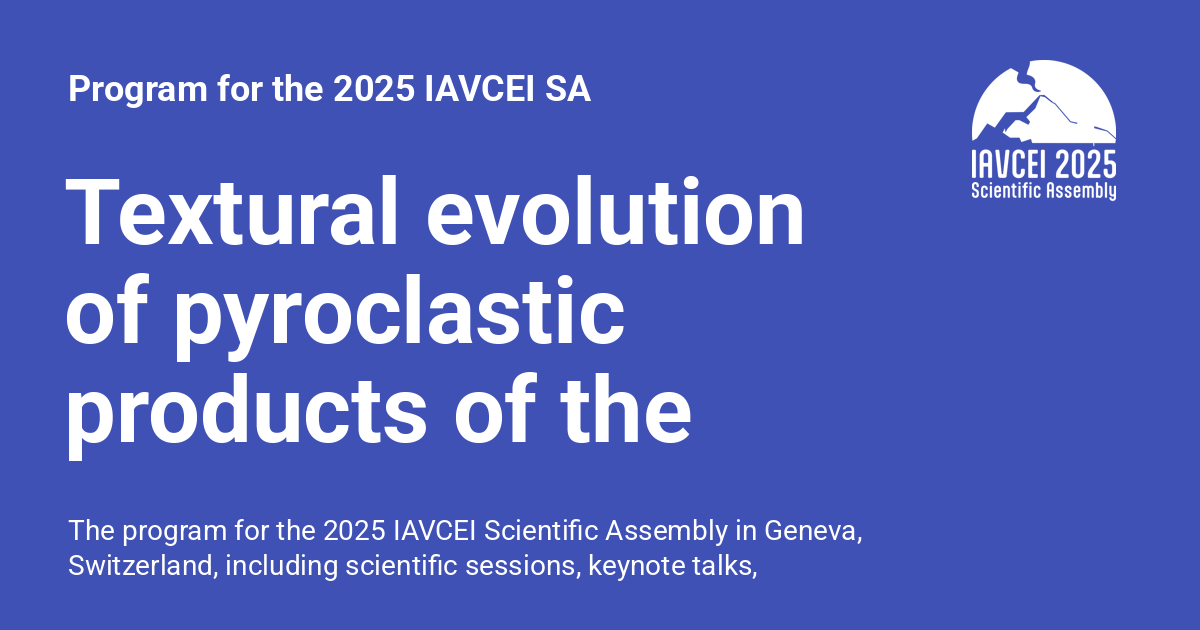 Program for the 2025 IAVCEI SA
IAVCEI 2025
Scientific Assembly
Textural evolution
of pyroclastic
products of the
The program for the 2025 IAVCEI Scientific Assembly in Geneva,
Switzerland, including scientific sessions, keynote talks,